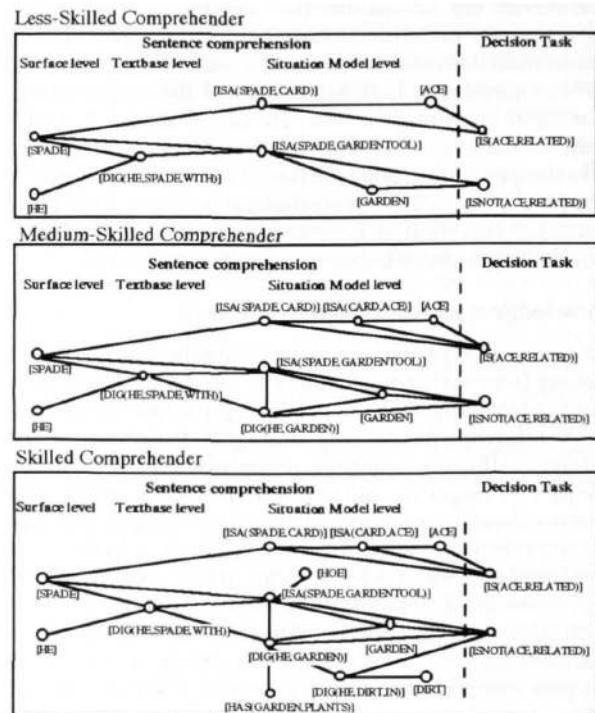 Less-Skilled Comprehender
Sentence comprehension Decision Task
Surface level Textbase level Situation Model level
[ISA(SPADE,CARD)] [ACE]
[IS(ACE,RELATED)]
[SPADE] [ISA(SPADE,GARDENTOOL)]
[DIG(HE,SPADE,WITH)]
[HE] [GARDEN] [ISNOT(ACE,RELATED)]
Medium-Skilled Comprehender
Sentence comprehension Decision Task
Surface level Textbase level Situation Model level
[ISA(SPADE,CARD)] [ISA(CARD,ACE)] [ACE]
[SPADE] [ISA(SPADE,GARDENTOOL)] [IS(ACE,RELATED)]
[DIG(HE,SPADE,WITH)] [GARDEN]
[HE] [DIG(HE,GARDEN)] [ISNOT(ACE,RELATED)]
Skilled Comprehender
Sentence comprehension Decision Task
Surface level Textbase level Situation Model level
[ISA(SPADE,CARD)] [ISA(CARD,ACE)] [ACE]
[HOE] [IS(ACE,RELATED)]
[SPADE] [ISA(SPADE,GARDENTOOL)]
[HE] [DIG(HE,SPADE,WITH)]
[DIG(HE,GARDEN)] [GARDEN] [ISNOT(ACE,RELATED)]
[DIG(HE,DIRT,IN)] [DIRT]
[HAS(GARDEN,PLANTS)]